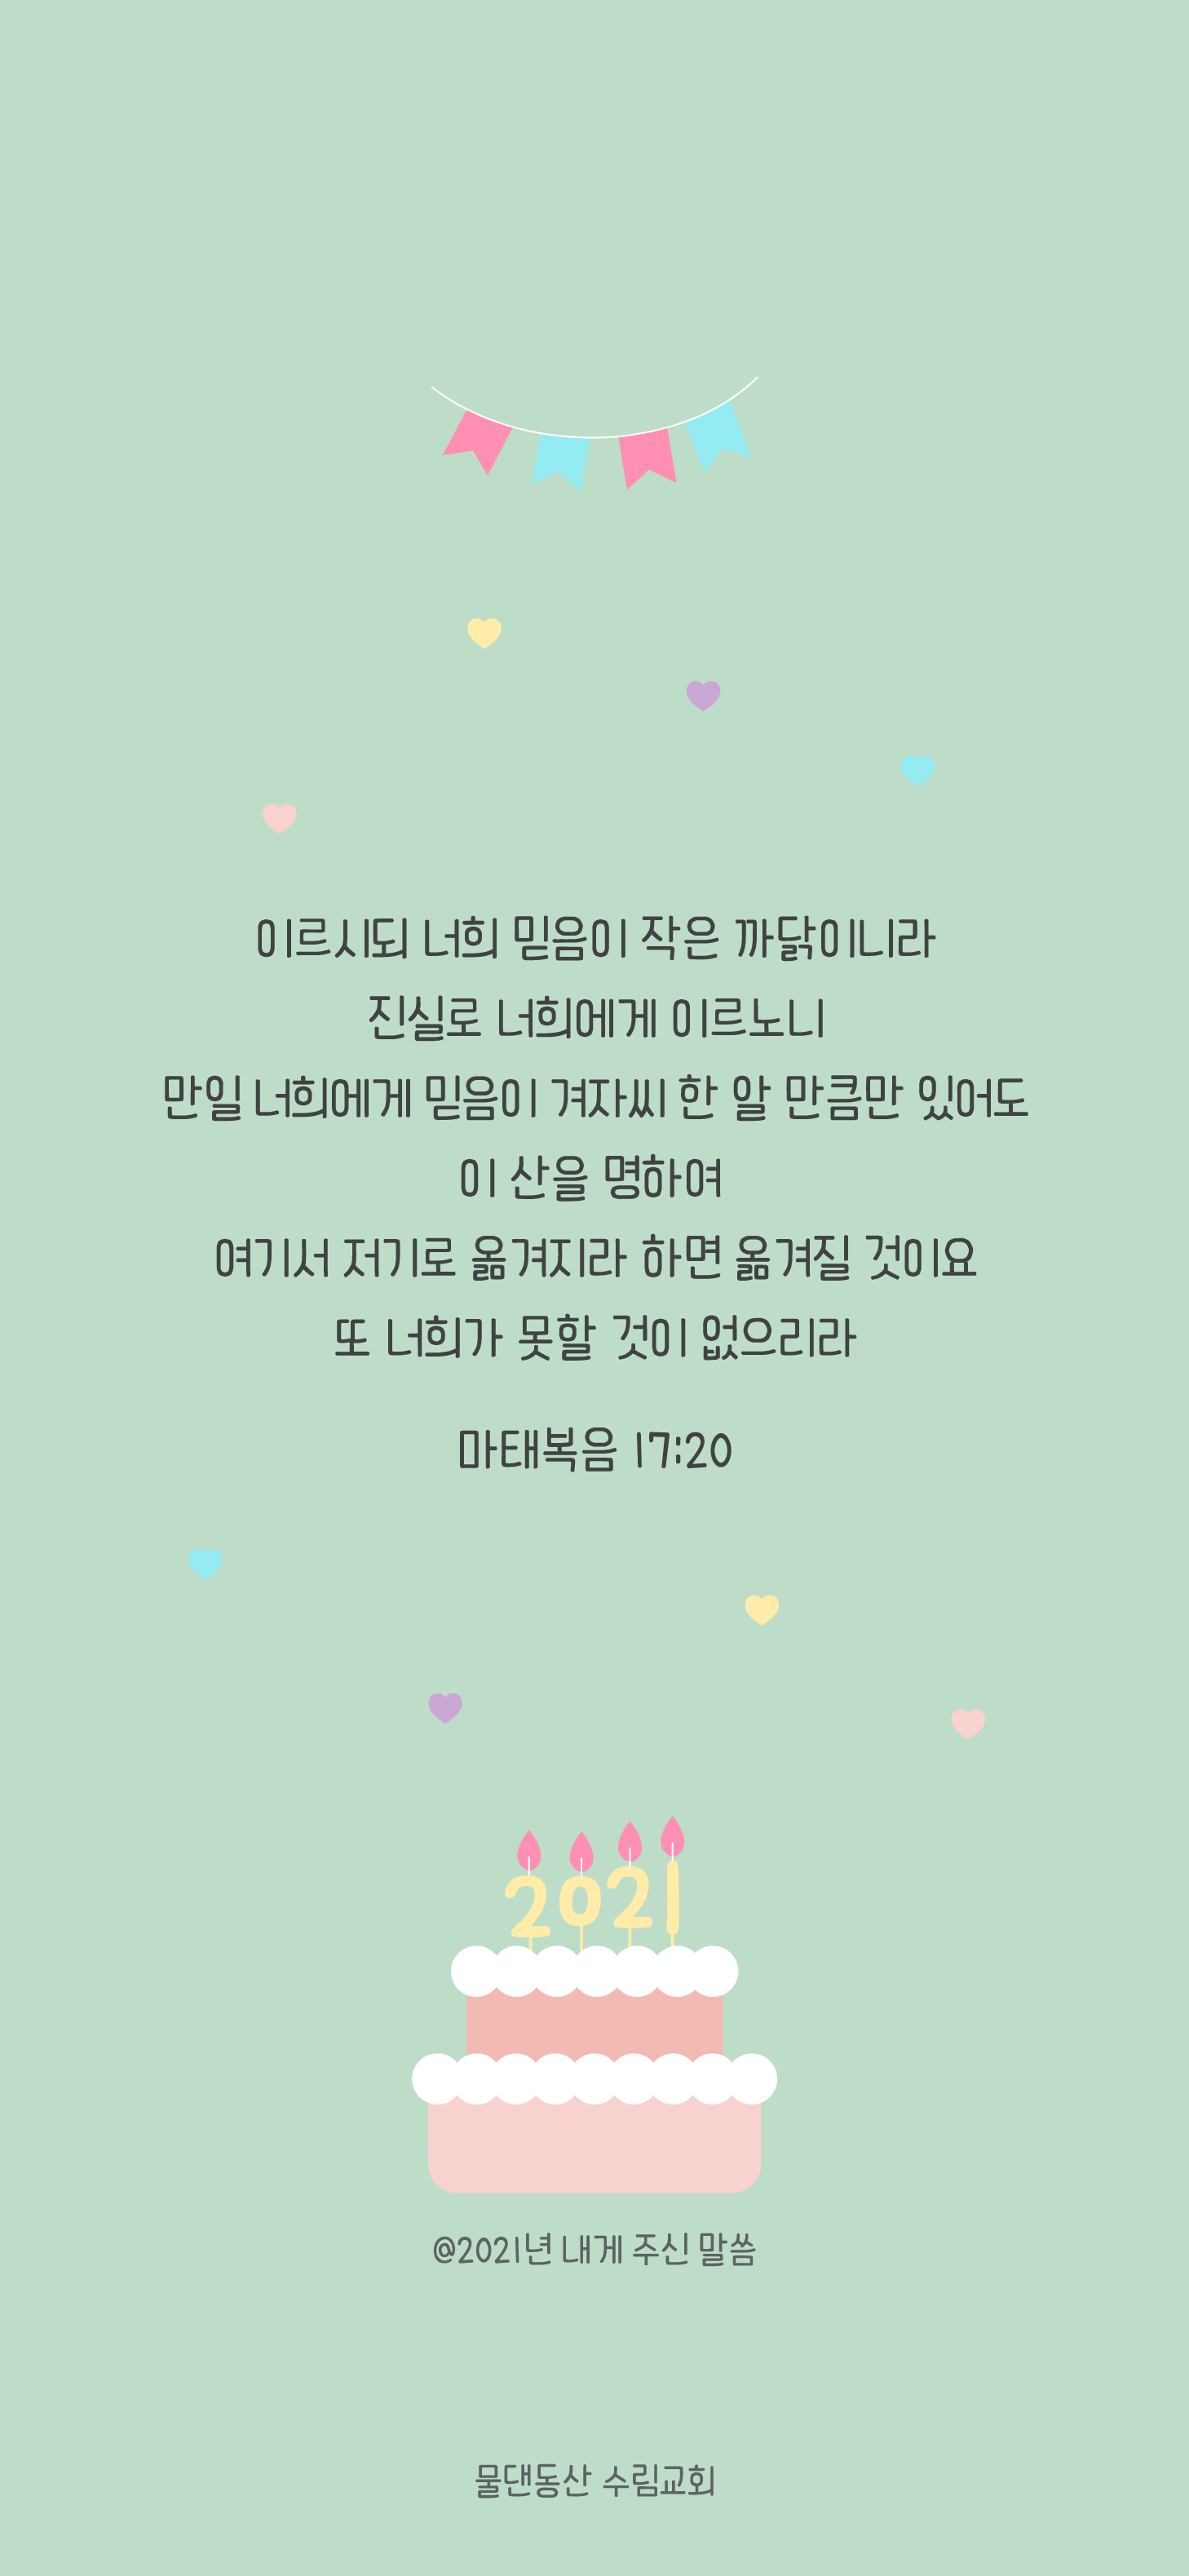 이르시되 너희 믿음이 작은 까닭이니라
진실로 너희에게 이르노니
만일 너희에게 믿음이 겨자씨 한 알 만큼만 있어도
이 산을 명하여
여기서 저기로 옮겨지라 하면 옮겨질 것이요
또 너희가 못할 것이 없으리라
마태복음 17:20
2021
@2021년 내게 주신 말씀
물댄동산 수림교회